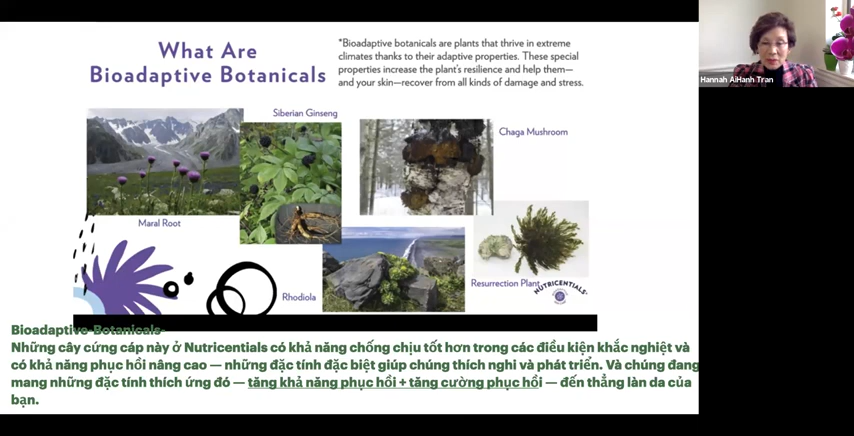 What Are
Bioadaptive Botanicals
*Bioadaptive botanicals are plants that thrive in extreme
climates thanks to their adaptive properties. These special
properties increase the plant's resilience and help them—
and your skin—recover from all kinds of damage and stress.
Hannah AiHanh Tran
Siberian Ginseng
Chaga Mushroom
Maral Root
Rhodiola
Resurrection Plant
NUTRICENTIALS
Bioadaptive Botanicals
Những cây cứng cáp này ở Nutricentials có khả năng chống chịu tốt hơn trong các điều kiện khắc nghiệt và
có khả năng phục hồi nâng cao — những đặc tính đặc biệt giúp chúng thích nghi và phát triển. Và chúng đang
mang những đặc tính thích ứng đó — tăng khả năng phục hồi + tăng cường phục hồi — đến thẳng làn da của
bạn.